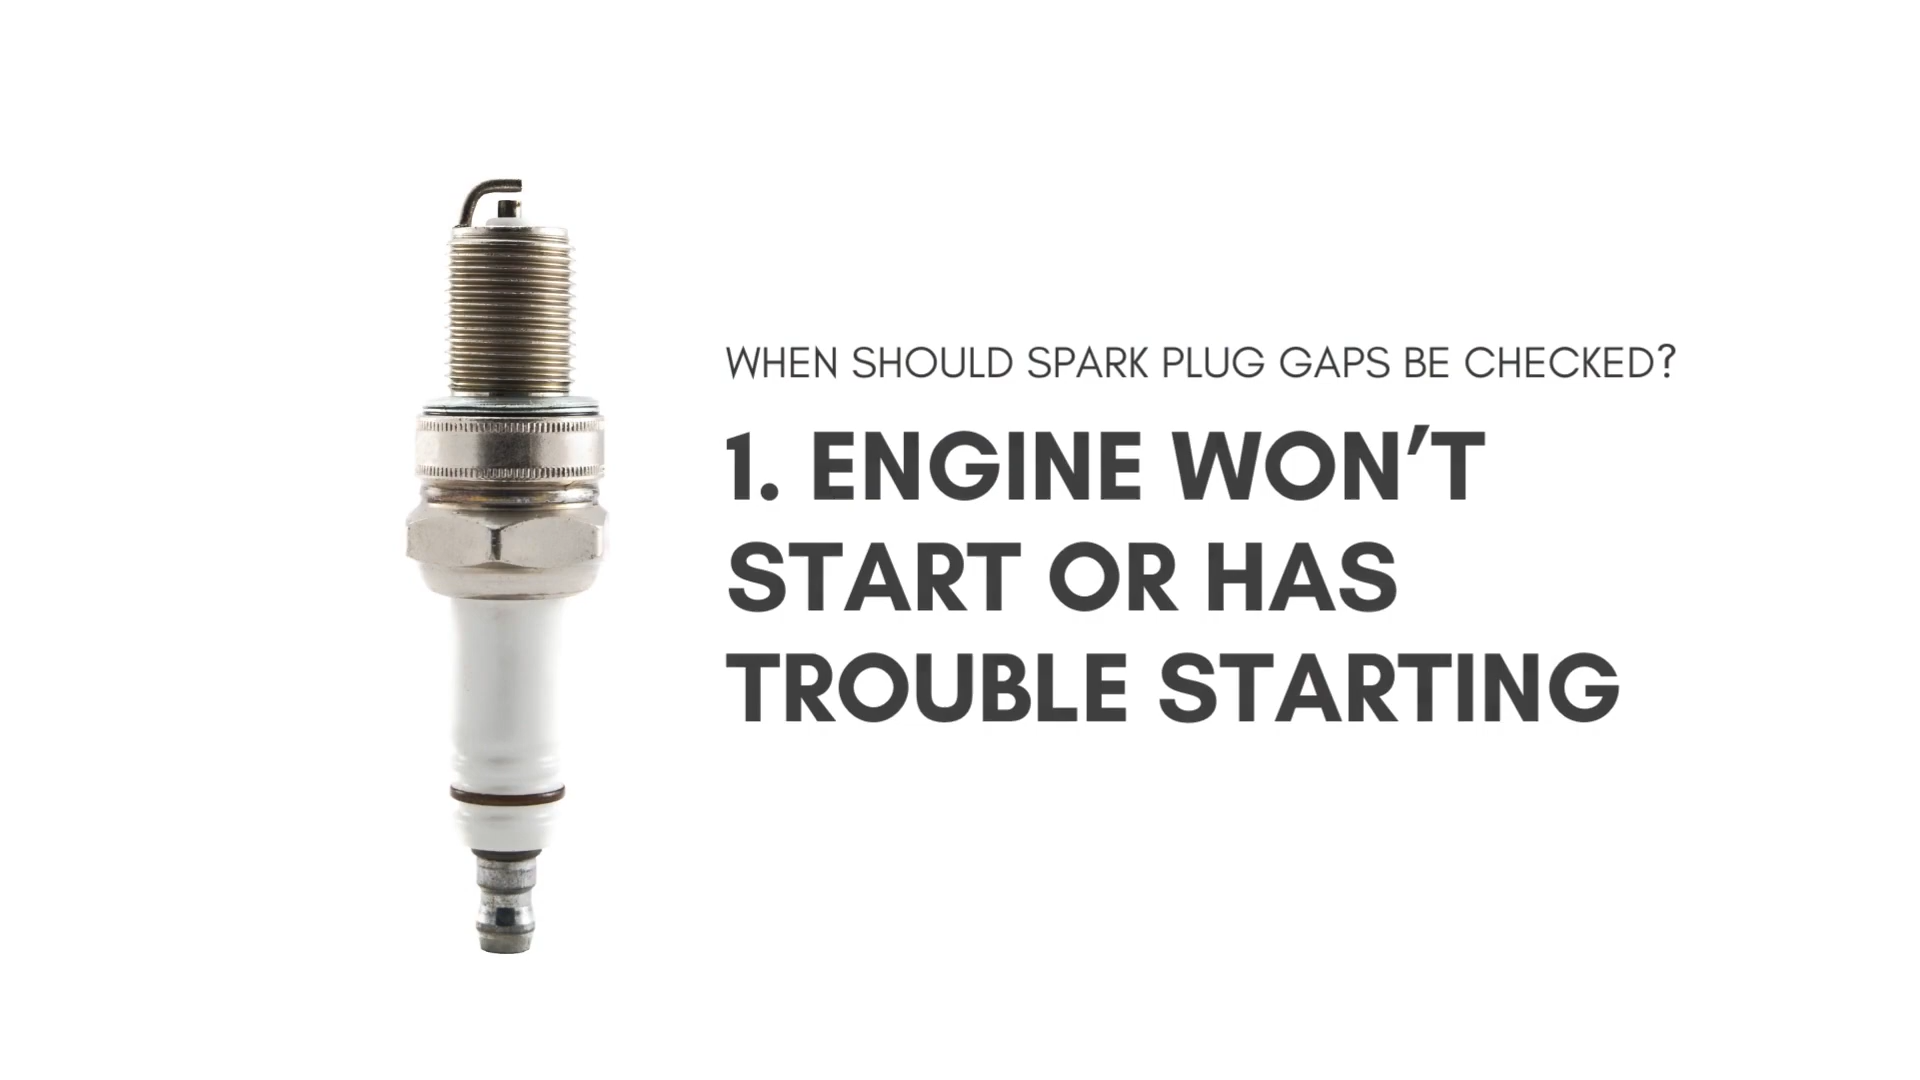 WHEN SHOULD SPARK PLUG GAPS BE CHECKED?
1. ENGINE WON’T
START OR HAS
TROUBLE STARTING